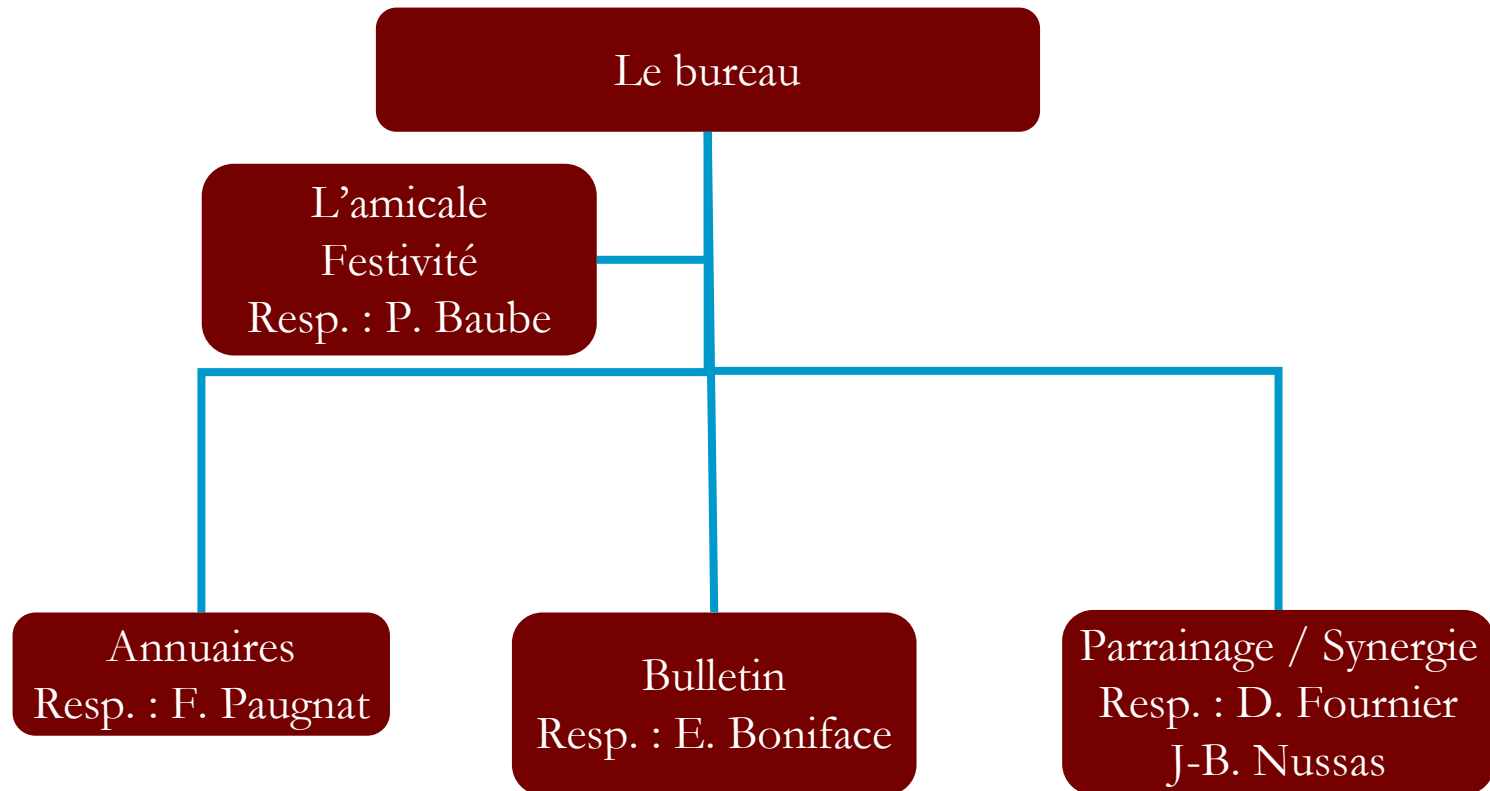 Le bureau
L’amicale
Festivité
Resp. : P. Baube
Annuaires
Resp. : F. Paugnat
Bulletin
Resp. : E. Boniface
Parrainage / Synergie
Resp. : D. Fournier
J-B. Nussas